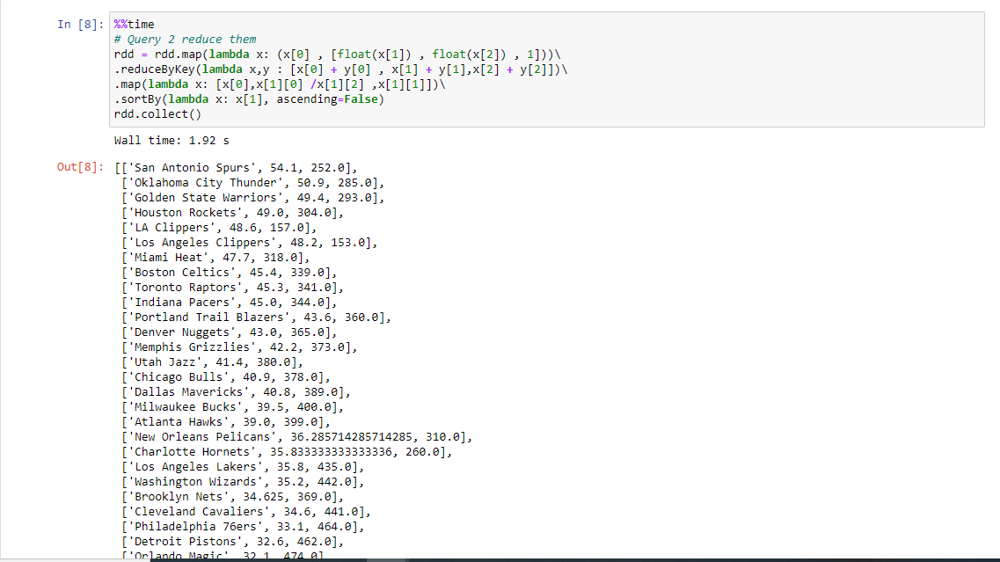 In [8]: %%time
# Query 2 reduce them
rdd = rdd.map(lambda x: (x[0] , [float(x[1]) , float(x[2]) , 1]))\
.reduceByKey(lambda x,y : [x[0] + y[0] , x[1] + y[1],x[2] + y[2]])\
.map(lambda x: [x[0],x[1][0] /x[1][2] ,x[1][1]])\
.sortBy(lambda x: x[1], ascending=False)
rdd.collect()
Wall time: 1.92 s
Out[8]: [['San Antonio Spurs', 54.1, 252.0],
['Oklahoma City Thunder', 50.9, 285.0],
['Golden State Warriors', 49.4, 293.0],
['Houston Rockets', 49.0, 304.0],
['LA Clippers', 48.6, 157.0],
['Los Angeles Clippers', 48.2, 153.0],
['Miami Heat', 47.7, 318.0],
['Boston Celtics', 45.4, 339.0],
['Toronto Raptors', 45.3, 341.0],
['Indiana Pacers', 45.0, 344.0],
['Portland Trail Blazers', 43.6, 360.0],
['Denver Nuggets', 43.0, 365.0],
['Memphis Grizzlies', 42.2, 373.0],
['Utah Jazz', 41.4, 380.0],
['Chicago Bulls', 40.9, 378.0],
['Dallas Mavericks', 40.8, 389.0],
['Milwaukee Bucks', 39.5, 400.0],
['Atlanta Hawks', 39.0, 399.0],
['New Orleans Pelicans', 36.285714285714285, 310.0],
['Charlotte Hornets', 35.833333333333336, 260.0],
['Los Angeles Lakers', 35.8, 435.0],
['Washington Wizards', 35.2, 442.0],
['Brooklyn Nets', 34.625, 369.0],
['Cleveland Cavaliers', 34.6, 441.0],
['Philadelphia 76ers', 33.1, 464.0],
['Detroit Pistons', 32.6, 462.0],
['Orlando Magic', 32.1, 474.0]